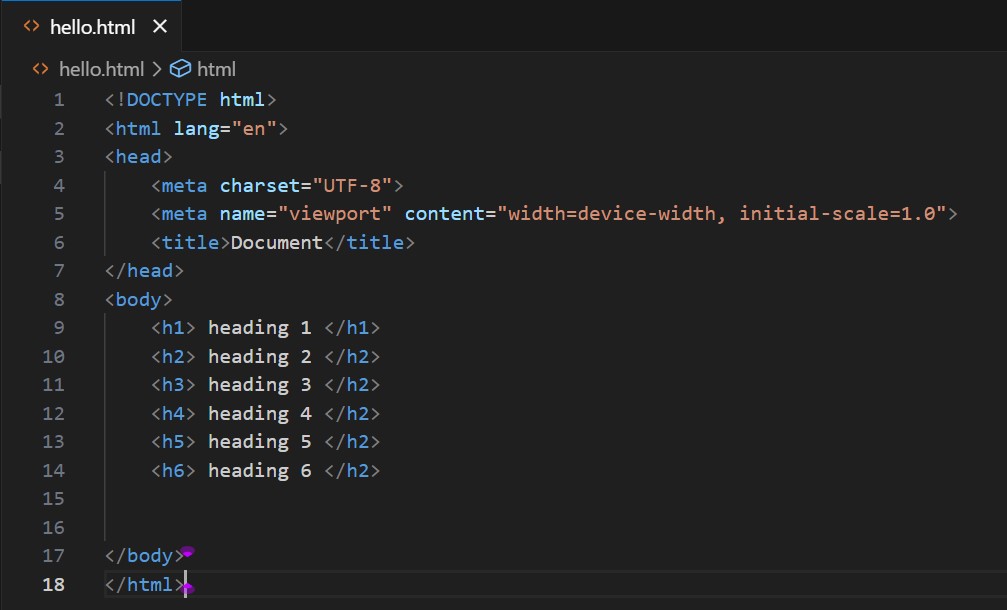 hello.html
hello.html > html
1 <!DOCTYPE html>
2 <html lang="en">
3 <head>
4     <meta charset="UTF-8">
5     <meta name="viewport" content="width=device-width, initial-scale=1.0">
6     <title>Document</title>
7 </head>
8 <body>
9     <h1> heading 1 </h1>
10     <h2> heading 2 </h2>
11     <h3> heading 3 </h2>
12     <h4> heading 4 </h2>
13     <h5> heading 5 </h2>
14     <h6> heading 6 </h2>
15
16
17 </body>
18 </html>